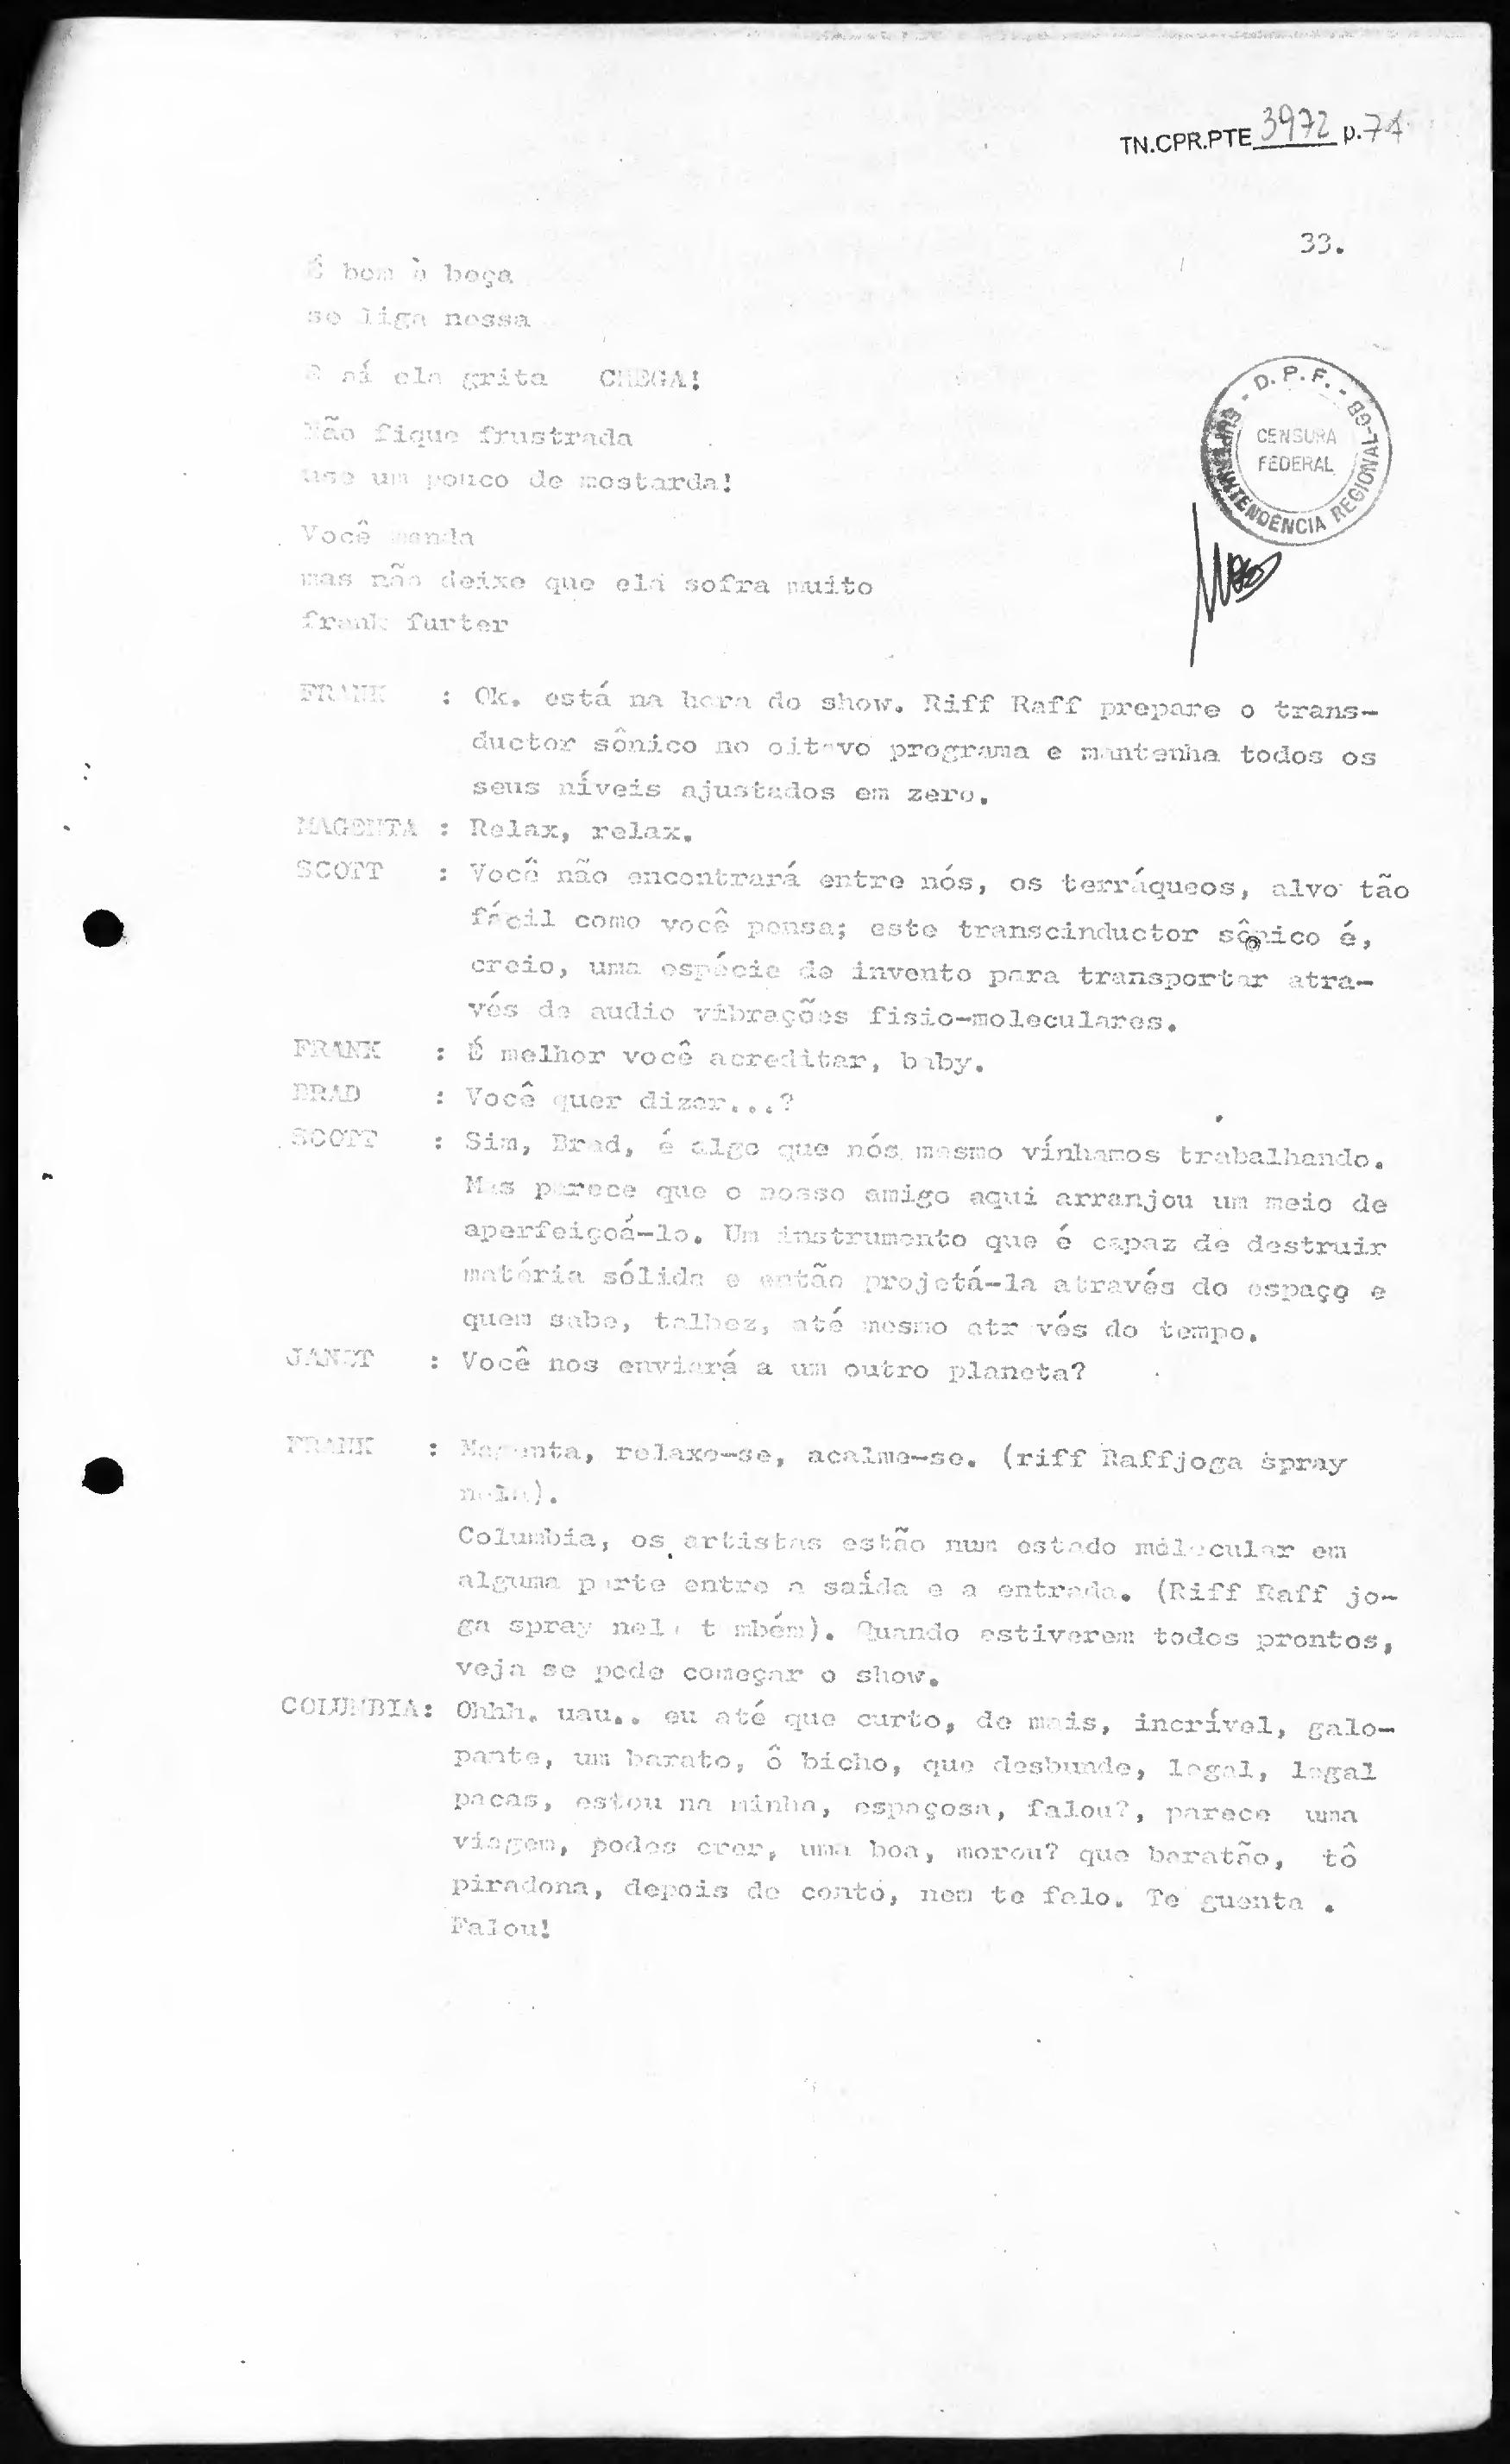 TN.CPR.PTE 3972 p.74
33.
É bom à beça
se liga nessa
E aí ela grita CHEGA!
Não fique frustrada
use um pouco de mostarda!
Você manda
mas não deixe que ela sofra muito
frank furter
D.P.F. - SUPERINTENDÊNCIA REGIONAL-GB -
CENSURA
FEDERAL
FRANK : Ok. está na hora do show. Riff Raff prepare o trans-
ductor sônico no oitavo programa e mantenha todos os
seus níveis ajustados em zero.
MAGENTA : Relax, relax.
SCOTT : Você não encontrará entre nós, os terráqueos, alvo tão
fácil como você pensa; este transcinductor sônico é,
creio, uma espécie de invento para transportar atra-
vés de audio vibrações fisio-moleculares.
FRANK : É melhor você acreditar, baby.
BRAD : Você quer dizer...?
SCOTT : Sim, Brad, é algo que nós mesmo vínhamos trabalhando.
Mas parece que o nosso amigo aqui arranjou um meio de
aperfeiçoá-lo. Um instrumento que é capaz de destruir
matéria sólida e então projetá-la através do espaço e
quem sabe, talhez, até mesmo através do tempo.
JANET : Você nos enviará a um outro planeta?
FRANK : Magenta, relaxe-se, acalme-se. (riff Raffjoga spray
nela).
Columbia, os artistas estão num estado molecular em
alguma parte entre a saída e a entrada. (Riff Raff jo-
ga spray nela também). Quando estiverem todos prontos,
veja se pode começar o show.
COLUMBIA: Ohhh. uau.. eu até que curto, de mais, incrível, galo-
pante, um barato, ô bicho, que desbunde, legal, legal
pacas, estou na minha, espaçosa, falou?, parece uma
viagem, podes crer, uma boa, morou? que baratão, tô
piradona, depois de conto, nem te falo. Te guenta .
Falou!